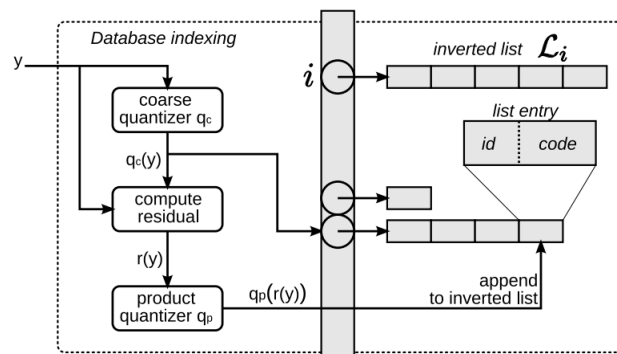 Database indexing
y
coarse
quantizer qc
qc(y)
compute
residual
r(y)
product
quantizer qp
qp(r(y))
i
inverted list ℒi
list entry
id code
append
to inverted list